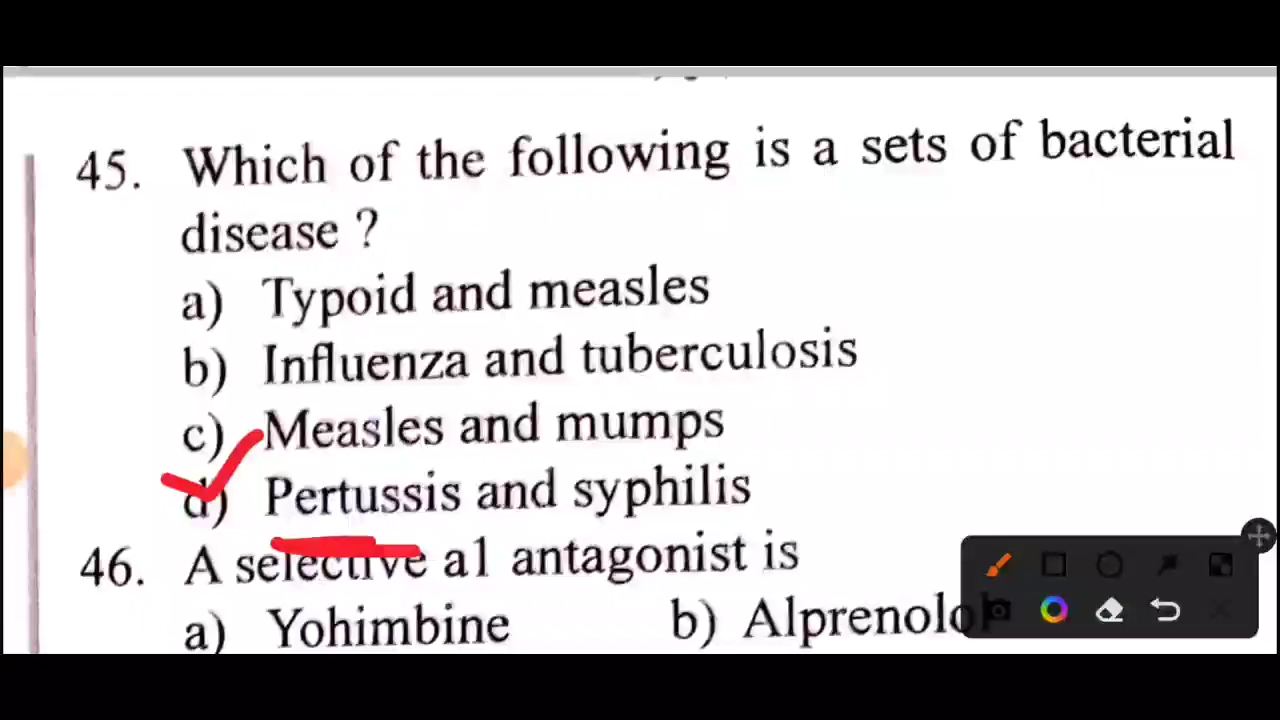 45. Which of the following is a sets of bacterial
disease ?
a) Typoid and measles
b) Influenza and tuberculosis
c) Measles and mumps
d) Pertussis and syphilis
46. A selective a1 antagonist is
a) Yohimbine b) Alprenolol